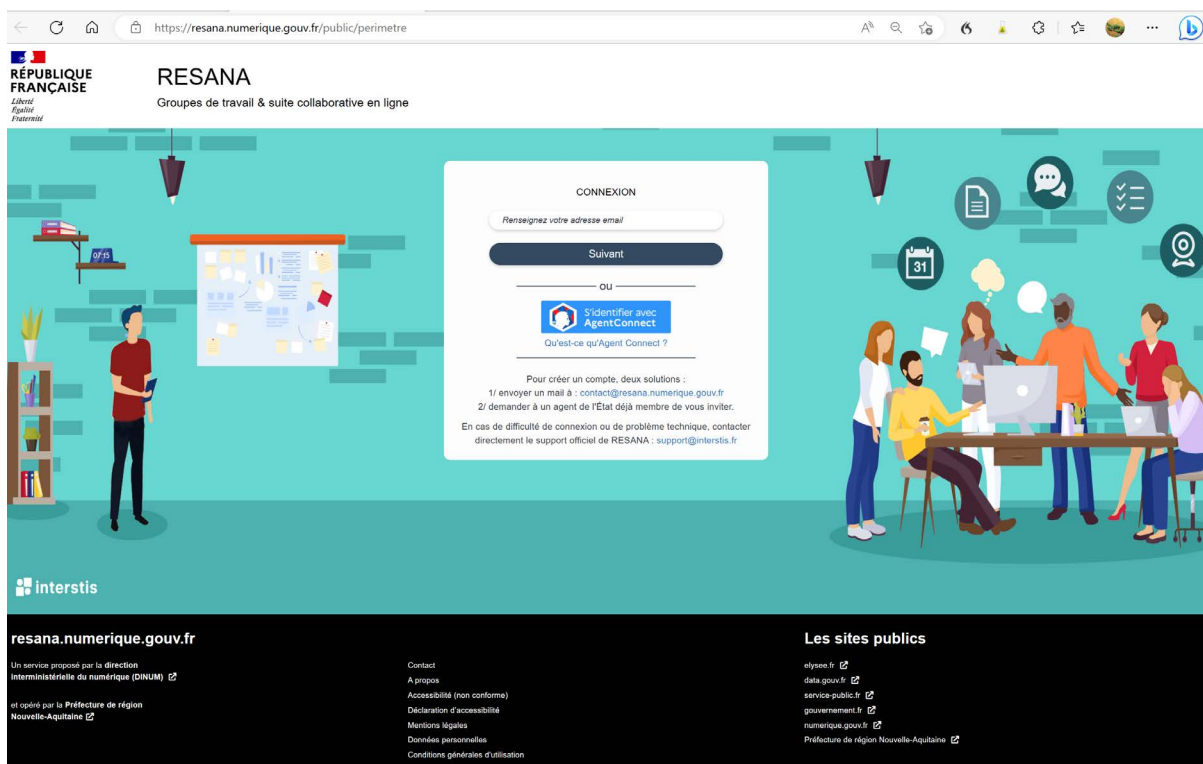 https://resana.numerique.gouv.fr/public/perimetre
RÉPUBLIQUE
FRANÇAISE
Liberté
Égalité
Fraternité
RESANA
Groupes de travail & suite collaborative en ligne
07:15
CONNEXION
Renseignez votre adresse email
Suivant
ou
S'identifier avec
AgentConnect
Qu'est-ce qu'Agent Connect ?
Pour créer un compte, deux solutions :
1/ envoyer un mail à : contact@resana.numerique.gouv.fr
2/ demander à un agent de l'État déjà membre de vous inviter.
En cas de difficulté de connexion ou de problème technique, contacter
directement le support officiel de RESANA : support@interstis.fr
31
interstis
resana.numerique.gouv.fr
Un service proposé par la direction
interministérielle du numérique (DINUM)
et opéré par la Préfecture de région
Nouvelle-Aquitaine
Contact
A propos
Accessibilité (non conforme)
Déclaration d'accessibilité
Mentions légales
Données personnelles
Conditions générales d'utilisation
Les sites publics
elysee.fr
data.gouv.fr
service-public.fr
gouvernement.fr
numerique.gouv.fr
Préfecture de région Nouvelle-Aquitaine